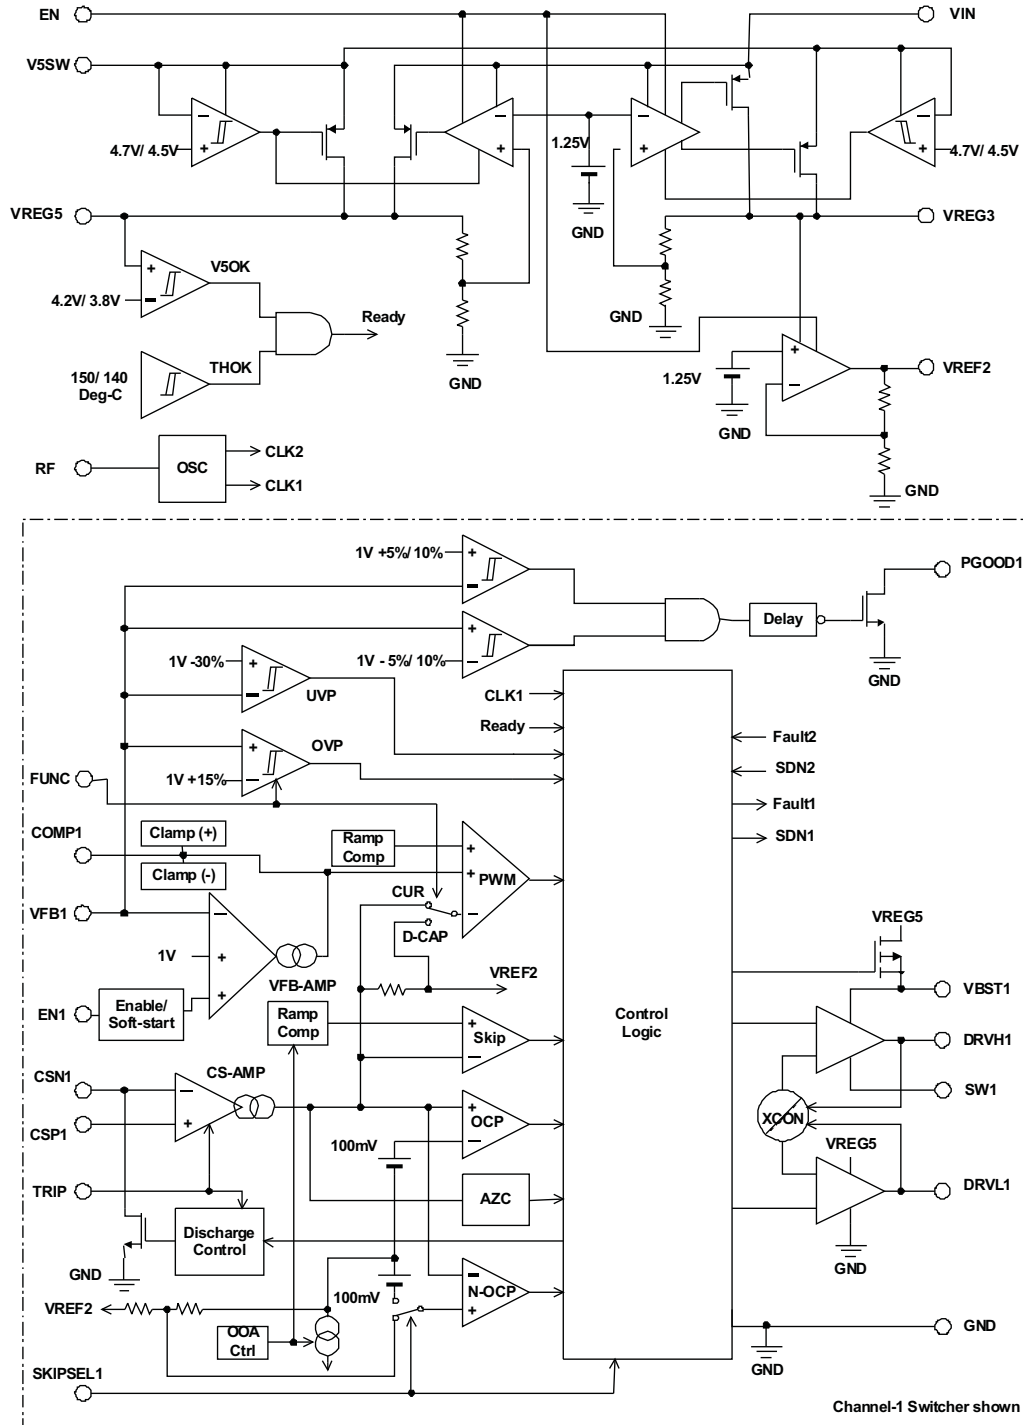 EN
VIN
V5SW
4.7V/ 4.5V
1.25V
4.7V/ 4.5V
VREG5
GND
VREG3
V5OK
4.2V/ 3.8V
Ready
GND
THOK
150/ 140
Deg-C
GND
1.25V
VREF2
GND
RF
OSC
CLK2
CLK1
GND
1V +5%/ 10%
PGOOD1
Delay
1V -30%
1V - 5%/ 10%
GND
UVP
CLK1
Ready
OVP
Fault2
FUNC
1V +15%
SDN2
Fault1
COMP1
Clamp (+)
Ramp
Comp
SDN1
Clamp (-)
PWM
CUR
VFB1
D-CAP
VREG5
1V
VREF2
VFB-AMP
VBST1
EN1
Enable/
Soft-start
Ramp
Comp
Skip
Control
Logic
DRVH1
CS-AMP
CSN1
SW1
OCP
XCON
CSP1
100mV
VREG5
TRIP
AZC
DRVL1
Discharge
Control
GND
GND
N-OCP
100mV
VREF2
OOA
Ctrl
GND
GND
SKIPSEL1
Channel-1 Switcher shown